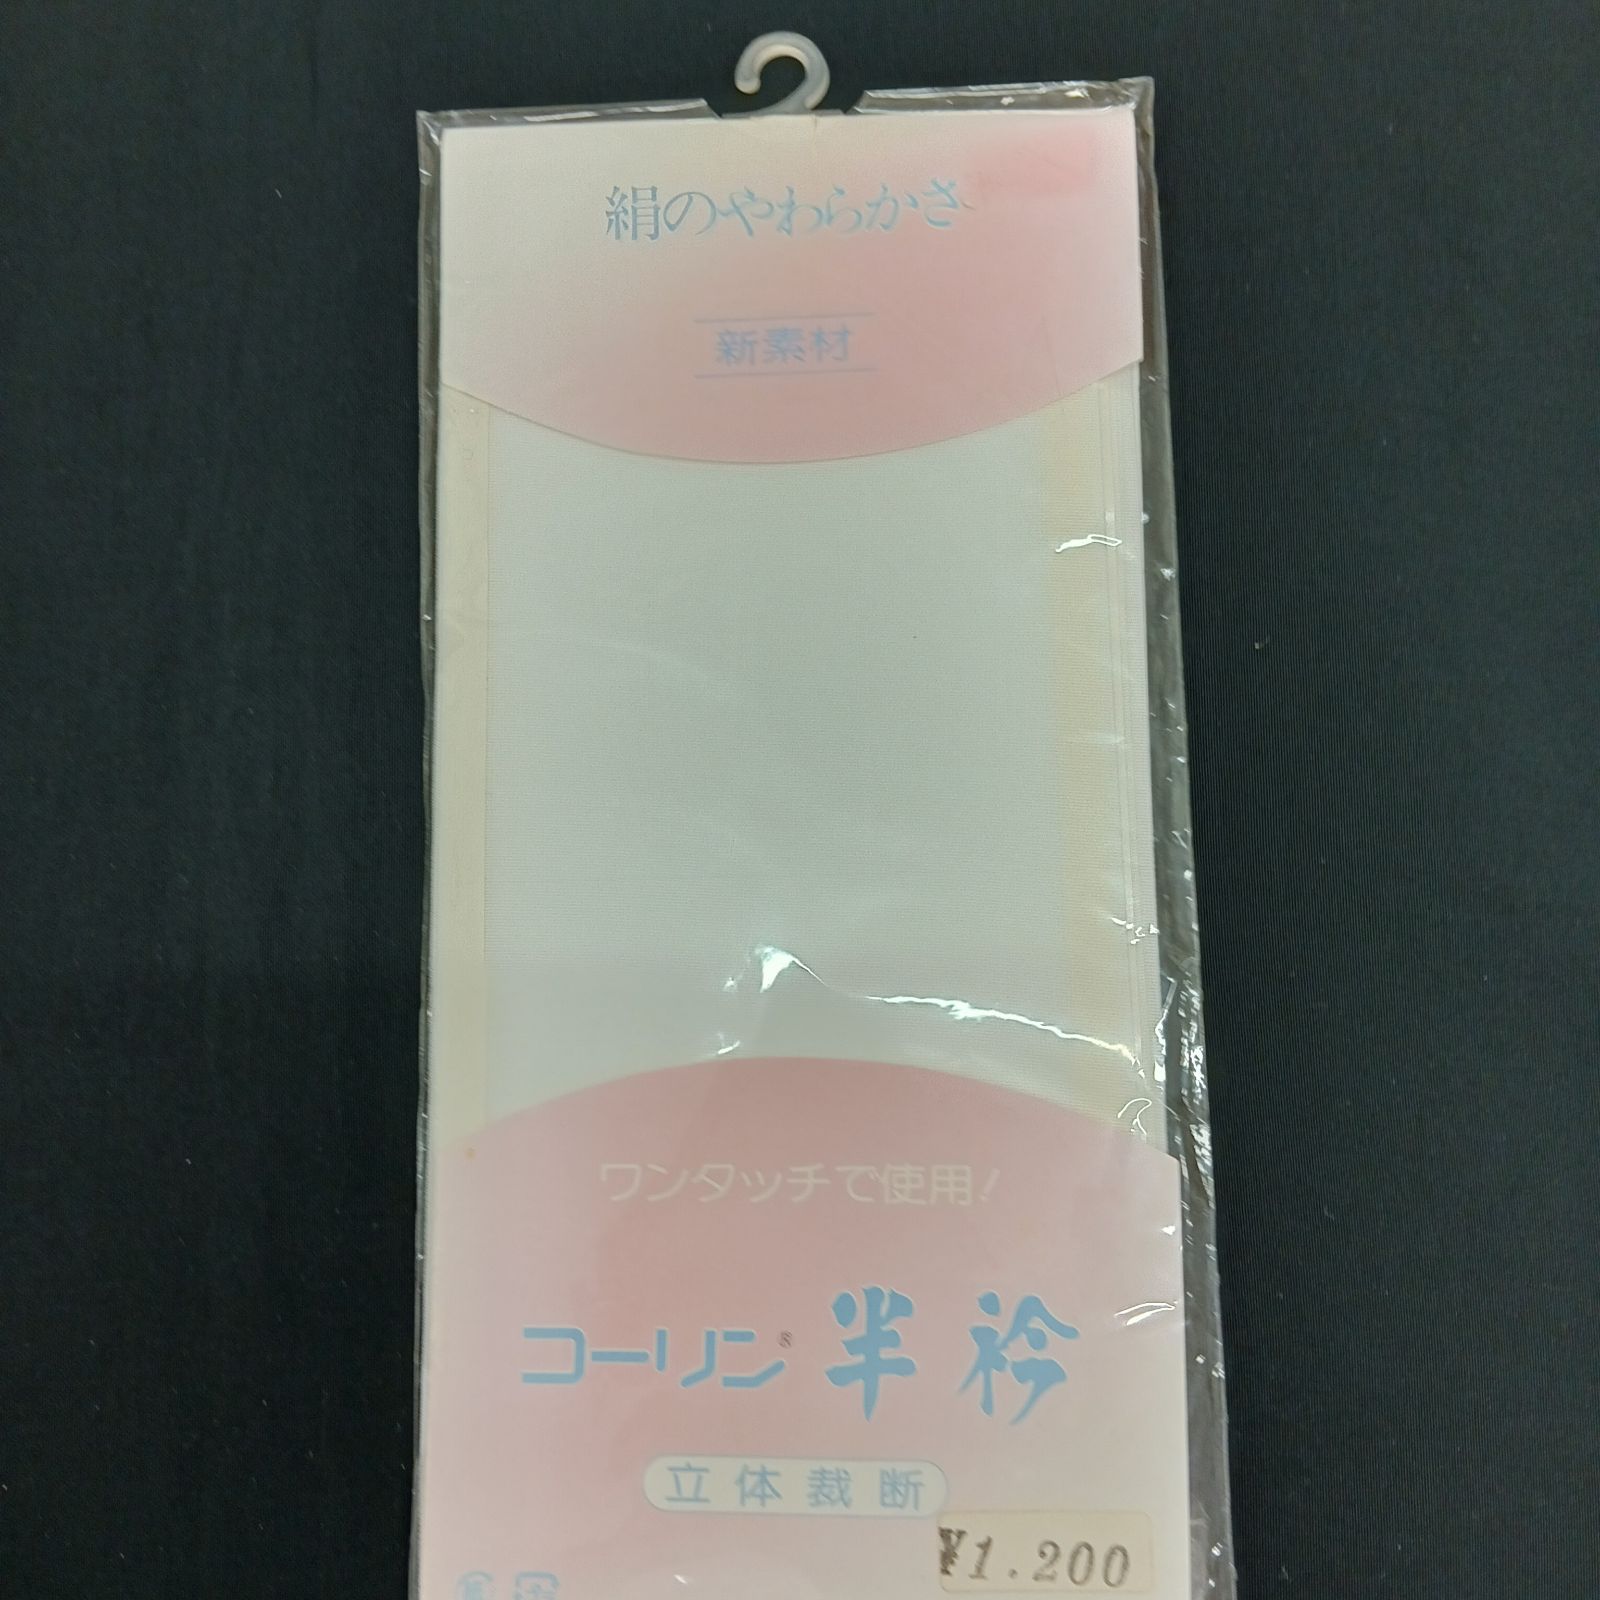 絹のやわらかさ
新素材
ワンタッチで使用!
コーリン® 半衿
立体裁断
¥1.200